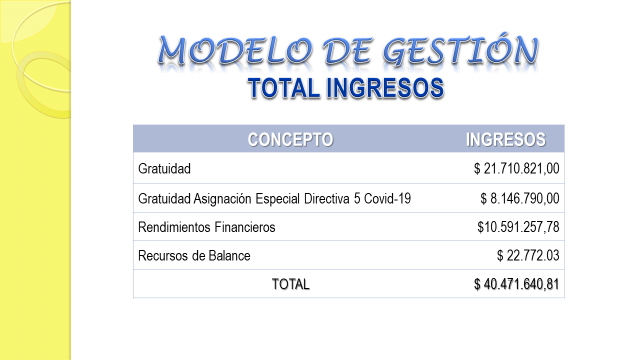 MODELO DE GESTIÓN
TOTAL INGRESOS
CONCEPTO INGRESOS
Gratuidad $ 21.710.821,00
Gratuidad Asignación Especial Directiva 5 Covid-19 $ 8.146.790,00
Rendimientos Financieros $10.591.257,78
Recursos de Balance $ 22.772.03
TOTAL $ 40.471.640,81